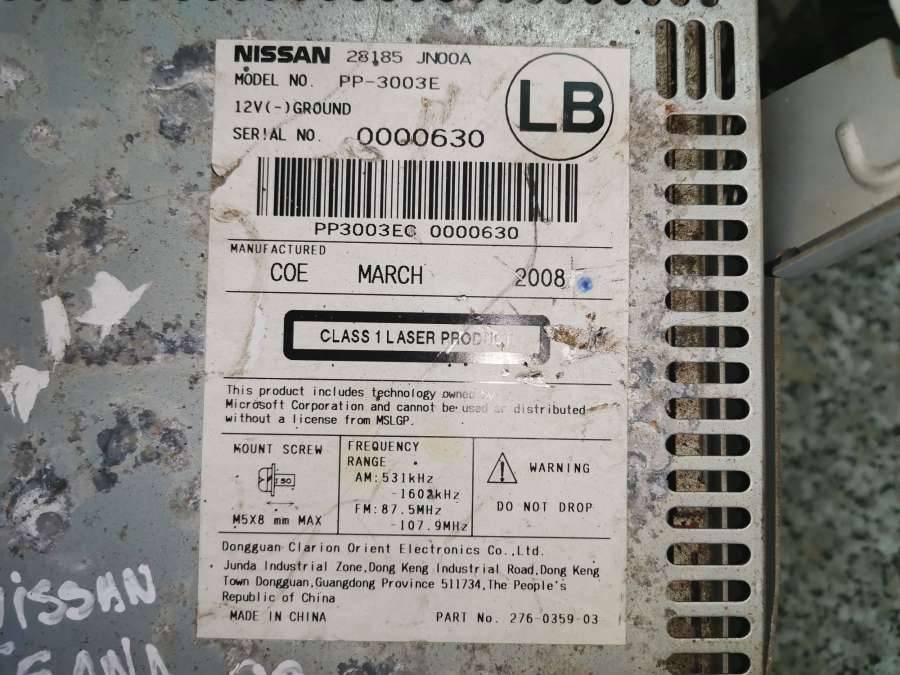 NISSAN 28185 JN00A
MODEL NO. PP-3003E
12V(-)GROUND
SERIAL NO. 0000630
LB
PP3003EC 0000630
MANUFACTURED
COE MARCH 2008
CLASS 1 LASER PRODUCT
This product includes technology owned by
Microsoft Corporation and cannot be used or distributed
without a license from MSLGP.
MOUNT SCREW
ISO
M5X8 mm MAX
FREQUENCY
RANGE
AM:531kHz
-1602kHz
FM:87.5MHz
-107.9MHz
WARNING
DO NOT DROP
Dongguan Clarion Orient Electronics Co.,Ltd.
Junda Industrial Zone,Dong Keng Industrial Road,Dong Keng
Town Dongguan,Guangdong Province 511734,The People's
Republic of China
MADE IN CHINA PART No. 276-0359-03
NISSAN